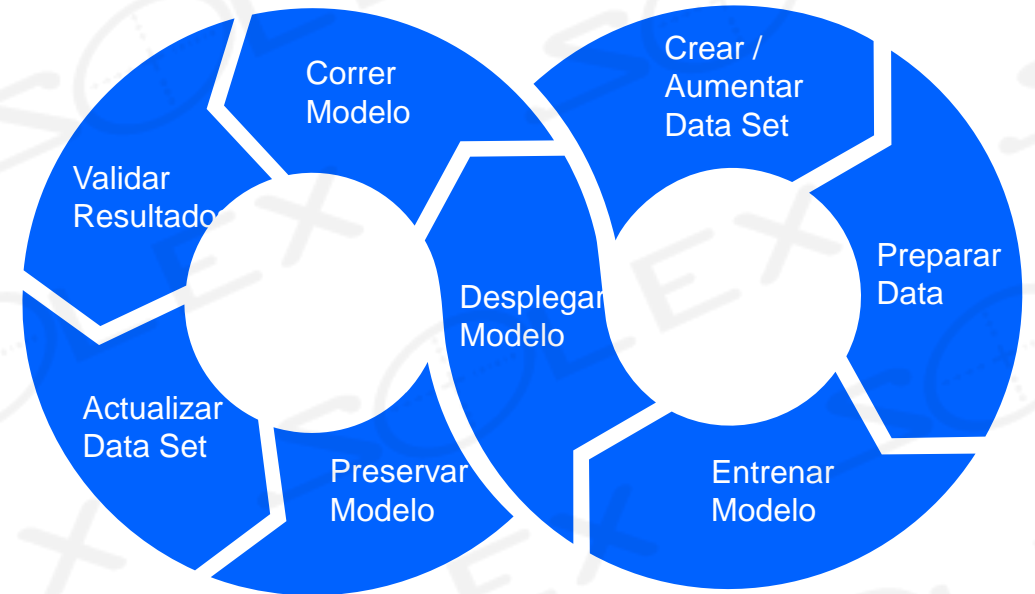 Crear /
Aumentar
Data Set
Preparar
Data
Entrenar
Modelo
Desplegar
Modelo
Correr
Modelo
Validar
Resultados
Actualizar
Data Set
Preservar
Modelo
SOLEX